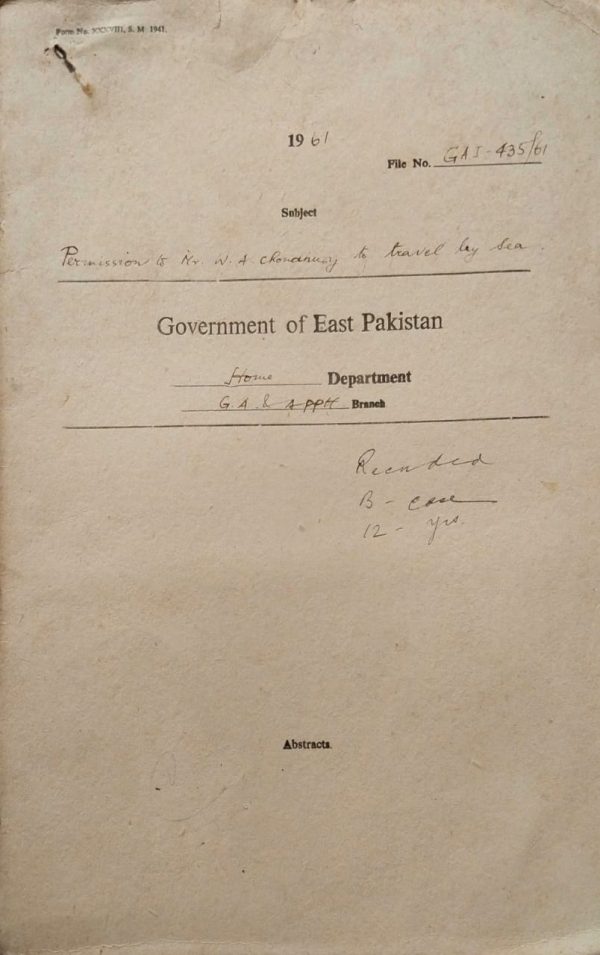 Form No. XXXVIII, S. M 1941.
1961
File No. GAI-435/61
Subject
Permission to Mr. W. A. Choudhury to travel by Sea.
Government of East Pakistan
Home Department
G. A. & APPtt Branch
Recorded
B - case
12 - yrs.
Abstracts.